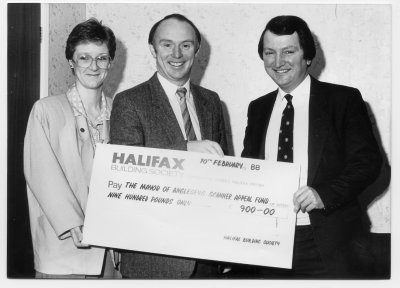 HALIFAX 10TH FEBRUARY 88
BUILDING SOCIETY
Pay THE MAYOR OF SCANNER APPEAL FUND
NINE HUNDRED POUNDS ONLY £ 900-00
HALIFAX BUILDING SOCIETY